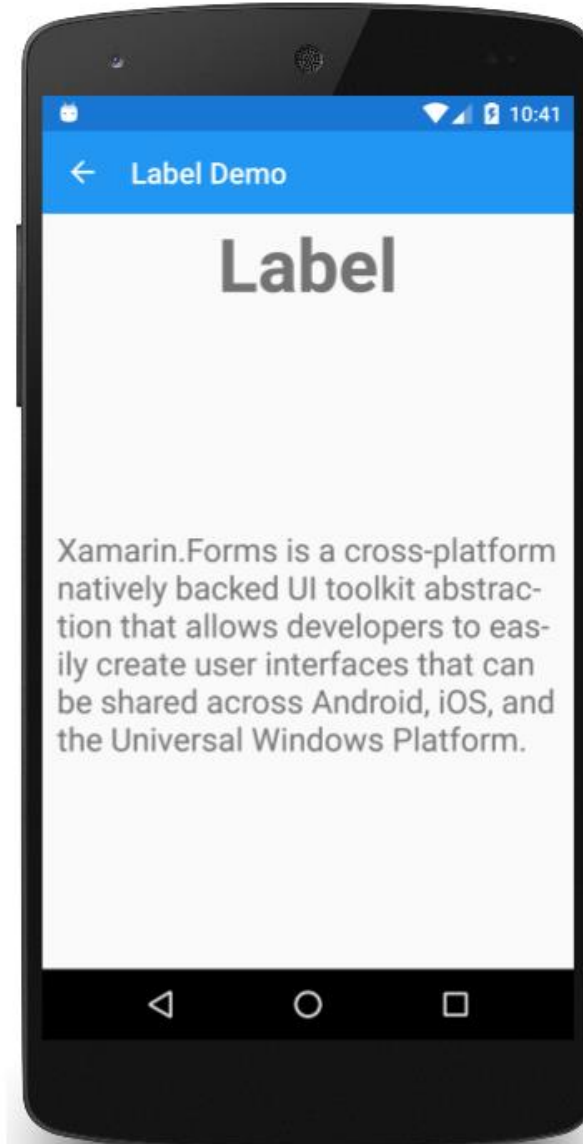 10:41
Label Demo
Label
Xamarin.Forms is a cross-platform
natively backed UI toolkit abstrac-
tion that allows developers to eas-
ily create user interfaces that can
be shared across Android, iOS, and
the Universal Windows Platform.